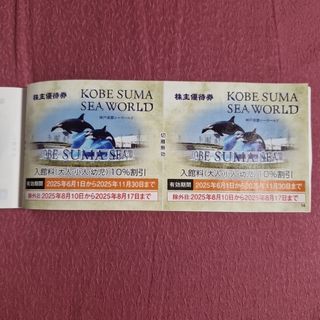 株主優待券
KOBE SUMA
SEA WORLD
神戸須磨シーワールド
KOBE SUMA SEA
入館料(大人・小人・幼児)10%割引
有効期間 2025年6月1日から2025年11月30日まで
除外日:2025年8月10日から2025年8月17日まで
切離無効
株主優待券
KOBE SUMA
SEA WORLD
神戸須磨シーワールド
KOBE SUMA SEA
入館料(大人・小人・幼児)10%割引
有効期間 2025年6月1日から2025年11月30日まで
除外日:2025年8月10日から2025年8月17日まで